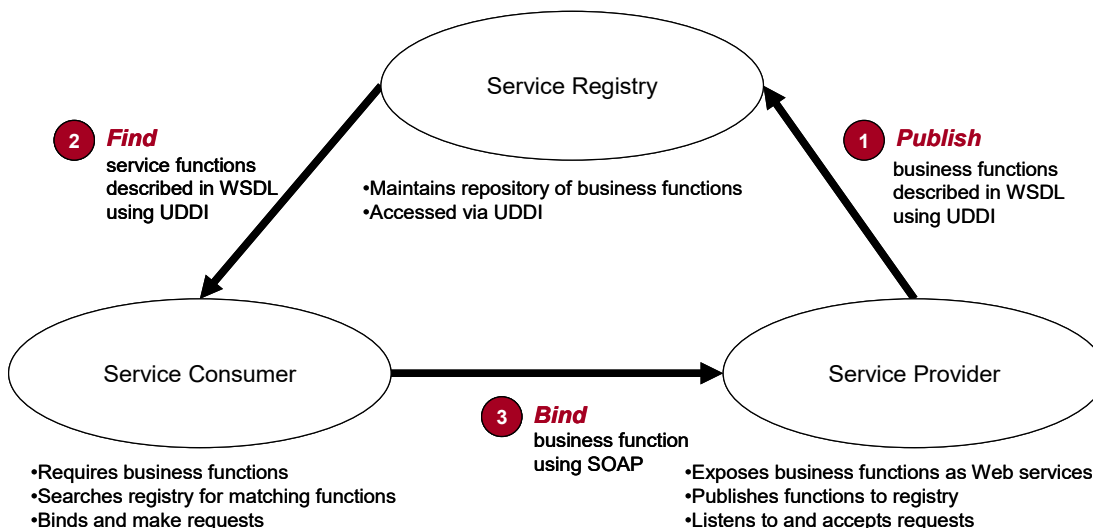 Service Registry
2 Find
service functions
described in WSDL
using UDDI
1 Publish
business functions
described in WSDL
using UDDI
•Maintains repository of business functions
•Accessed via UDDI
Service Consumer
Service Provider
3 Bind
business function
using SOAP
•Requires business functions
•Searches registry for matching functions
•Binds and make requests
•Exposes business functions as Web services
•Publishes functions to registry
•Listens to and accepts requests